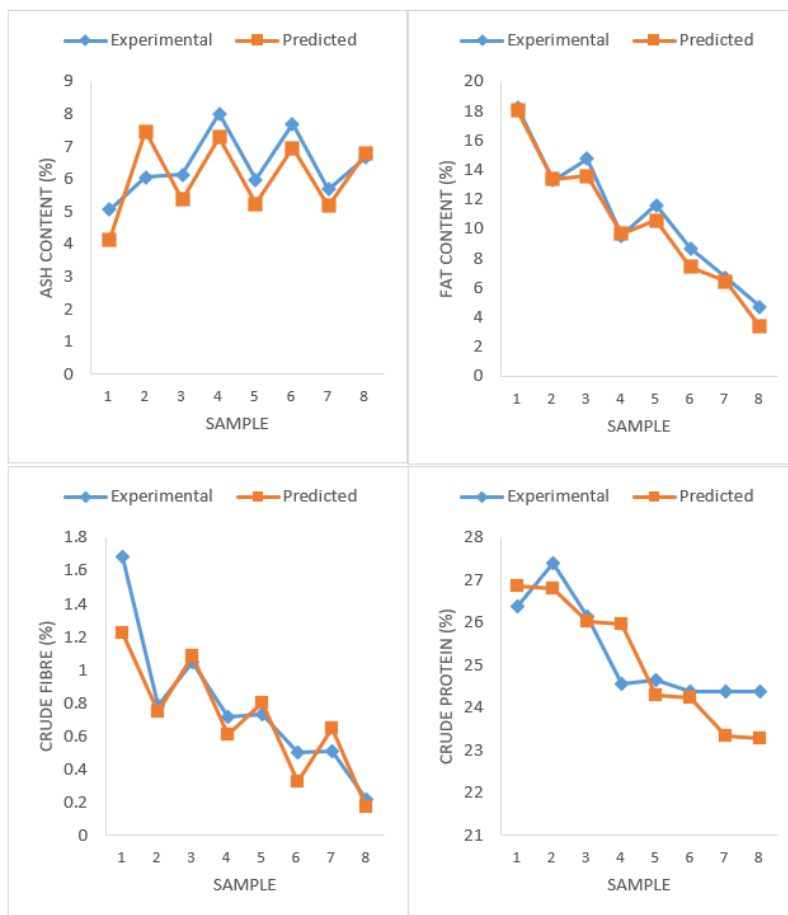 Experimental Predicted
9
8
7
6
5
4
3
2
1
0
ASH CONTENT (%)
1 2 3 4 5 6 7 8
SAMPLE
Experimental Predicted
20
18
16
14
12
10
8
6
4
2
0
FAT CONTENT (%)
1 2 3 4 5 6 7 8
SAMPLE
Experimental Predicted
1.8
1.6
1.4
1.2
1
0.8
0.6
0.4
0.2
0
CRUDE FIBRE (%)
1 2 3 4 5 6 7 8
SAMPLE
Experimental Predicted
28
27
26
25
24
23
22
21
CRUDE PROTEIN (%)
1 2 3 4 5 6 7 8
SAMPLE